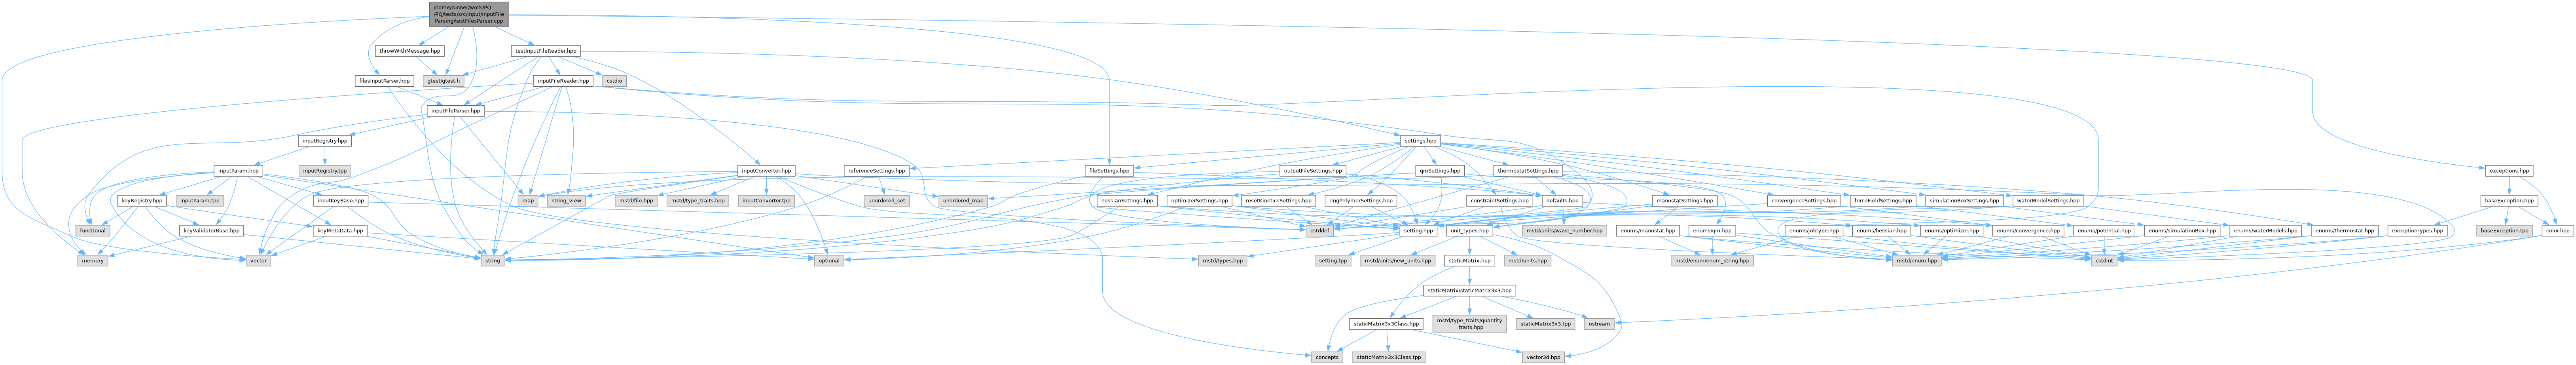 /home/runner/work/PQ
/PQ/tests/src/input/inputFile
Parsing/testFilesParser.cpp
throwWithMessage.hpp
testInputFileReader.hpp
filesInputParser.hpp
gtest/gtest.h
inputFileReader.hpp
cstdio
inputFileParser.hpp
inputRegistry.hpp
settings.hpp
inputParam.hpp
inputRegistry.tpp
inputConverter.hpp
referenceSettings.hpp
fileSettings.hpp
outputFileSettings.hpp
qmSettings.hpp
thermostatSettings.hpp
exceptions.hpp
keyRegistry.hpp
inputParam.tpp
inputKeyBase.hpp
map
string_view
mstd/file.hpp
mstd/type_traits.hpp
inputConverter.tpp
unordered_set
unordered_map
hessianSettings.hpp
optimizerSettings.hpp
resetKineticsSettings.hpp
ringPolymerSettings.hpp
constraintSettings.hpp
defaults.hpp
manostatSettings.hpp
convergenceSettings.hpp
forceFieldSettings.hpp
simulationBoxSettings.hpp
waterModelSettings.hpp
baseException.hpp
functional
keyValidatorBase.hpp
keyMetaData.hpp
cstddef
setting.hpp
unit_types.hpp
mstd/units/wave_number.hpp
enums/manostat.hpp
enums/qm.hpp
enums/jobtype.hpp
enums/hessian.hpp
enums/optimizer.hpp
enums/convergence.hpp
enums/potential.hpp
enums/simulationBox.hpp
enums/waterModels.hpp
enums/thermostat.hpp
exceptionTypes.hpp
baseException.tpp
color.hpp
memory
vector
string
optional
mstd/types.hpp
setting.tpp
mstd/units/new_units.hpp
staticMatrix.hpp
mstd/units.hpp
mstd/enum/enum_string.hpp
mstd/enum.hpp
cstdint
staticMatrix/staticMatrix3x3.hpp
staticMatrix3x3Class.hpp
mstd/type_traits/quantity
_traits.hpp
staticMatrix3x3.tpp
ostream
concepts
staticMatrix3x3Class.tpp
vector3d.hpp